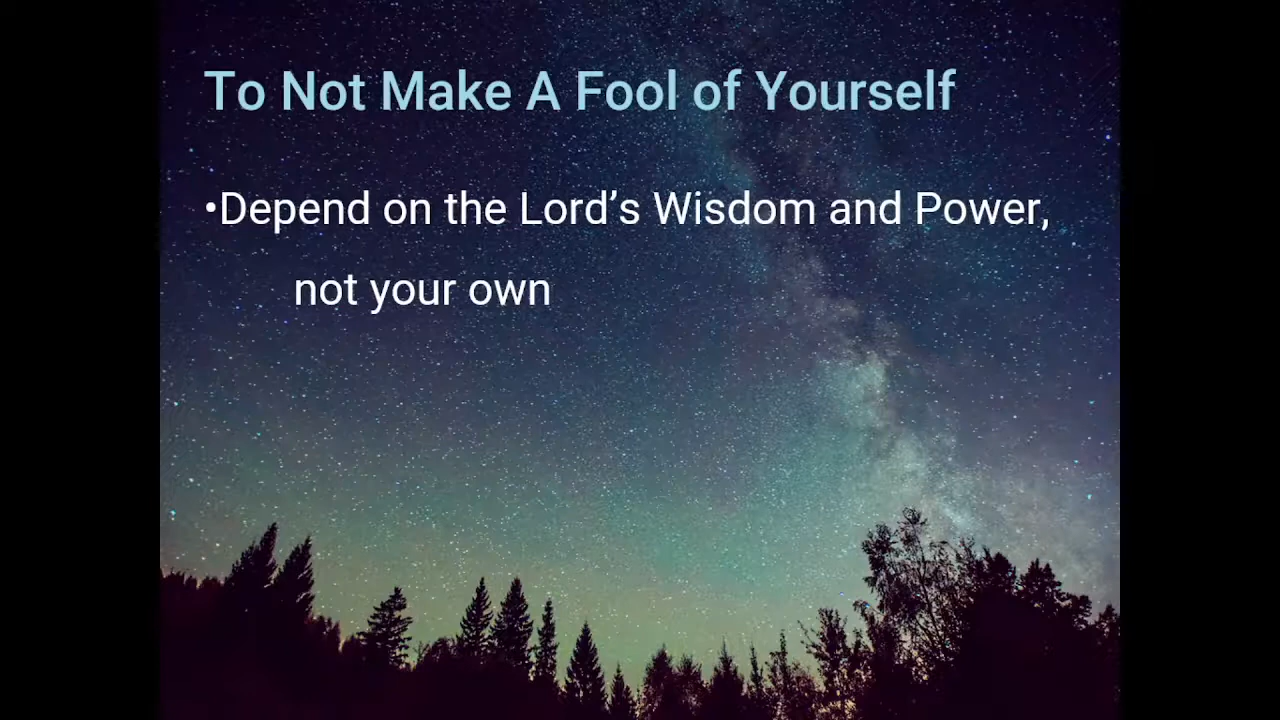 To Not Make A Fool of Yourself
•Depend on the Lord’s Wisdom and Power,
not your own